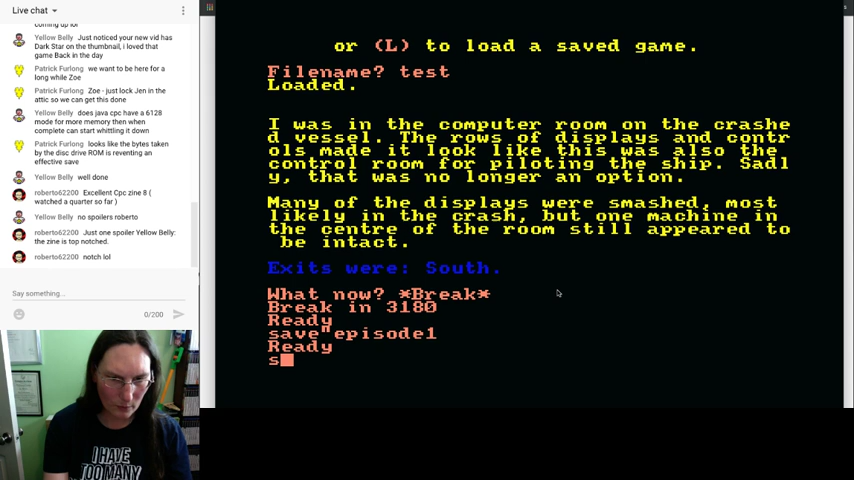 Live chat
coming up lol
Yellow Belly Just noticed your new vid has
Dark Star on the thumbnail, i loved that
game Back in the day
Patrick Furlong we want to be here for a
long while Zoe
Patrick Furlong Zoe - just lock Jen in the
attic so we can get this done
Yellow Belly does java cpc have a 6128
mode for more memory then when
complete can start whittling it down
Patrick Furlong looks like the bytes taken
by the disc drive ROM is reventing an
effective save
Yellow Belly well done
roberto62200 Excellent Cpc zine 8 (
watched a quarter so far )
Yellow Belly no spoilers roberto
roberto62200 Just one spoiler Yellow Belly:
the zine is top notched.
roberto62200 notch lol
Say something...
0/200
I HAVE
TOO MANY
or (L) to load a saved game.
Filename? test
Loaded.
I was in the computer room on the crashe
d vessel. The rows of displays and contr
ols made it look like this was also the
control room for piloting the ship. Sadl
y, that was no longer an option.
Many of the displays were smashed, most
likely in the crash, but one machine in
the centre of the room still appeared to
be intact.
Exits were: South.
What now? *Break*
Break in 3180
Ready
save"episode1
Ready
s